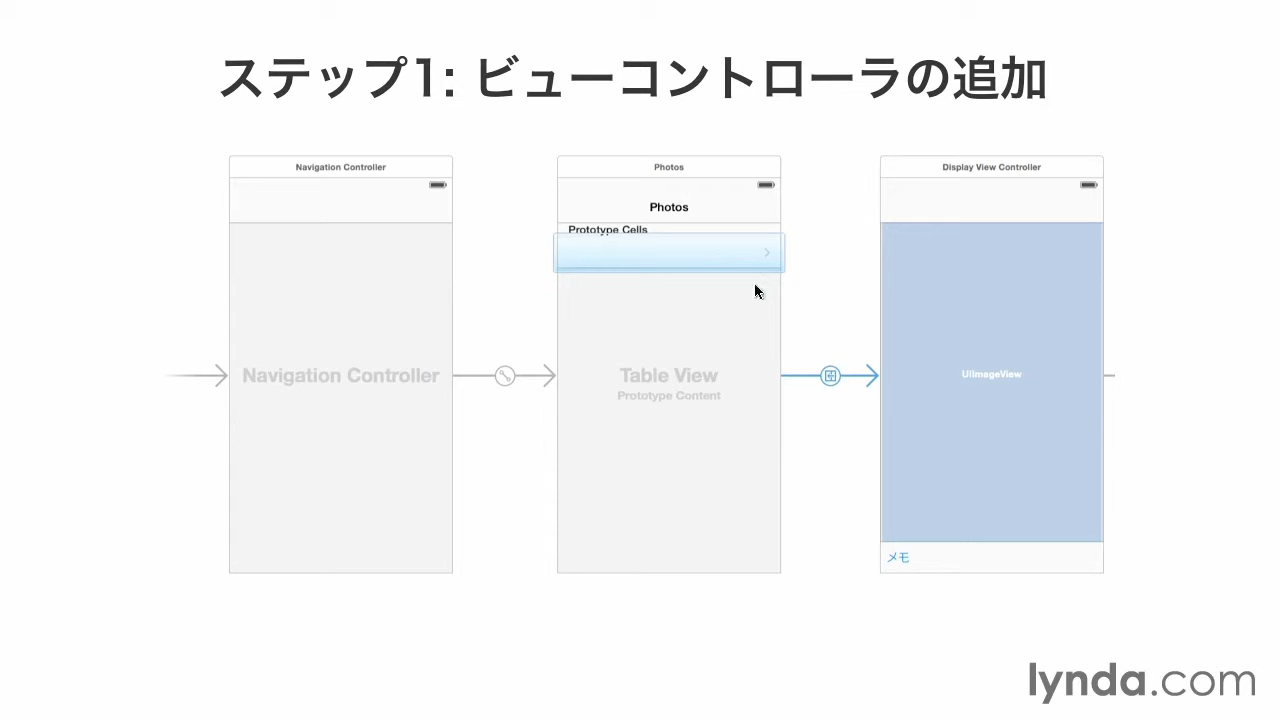 ステップ1: ビューコントローラの追加
Navigation Controller
Photos
Display View Controller
Photos
Prototype Cells
Navigation Controller
Table View
Prototype Content
UIImageView
メモ
lynda.com